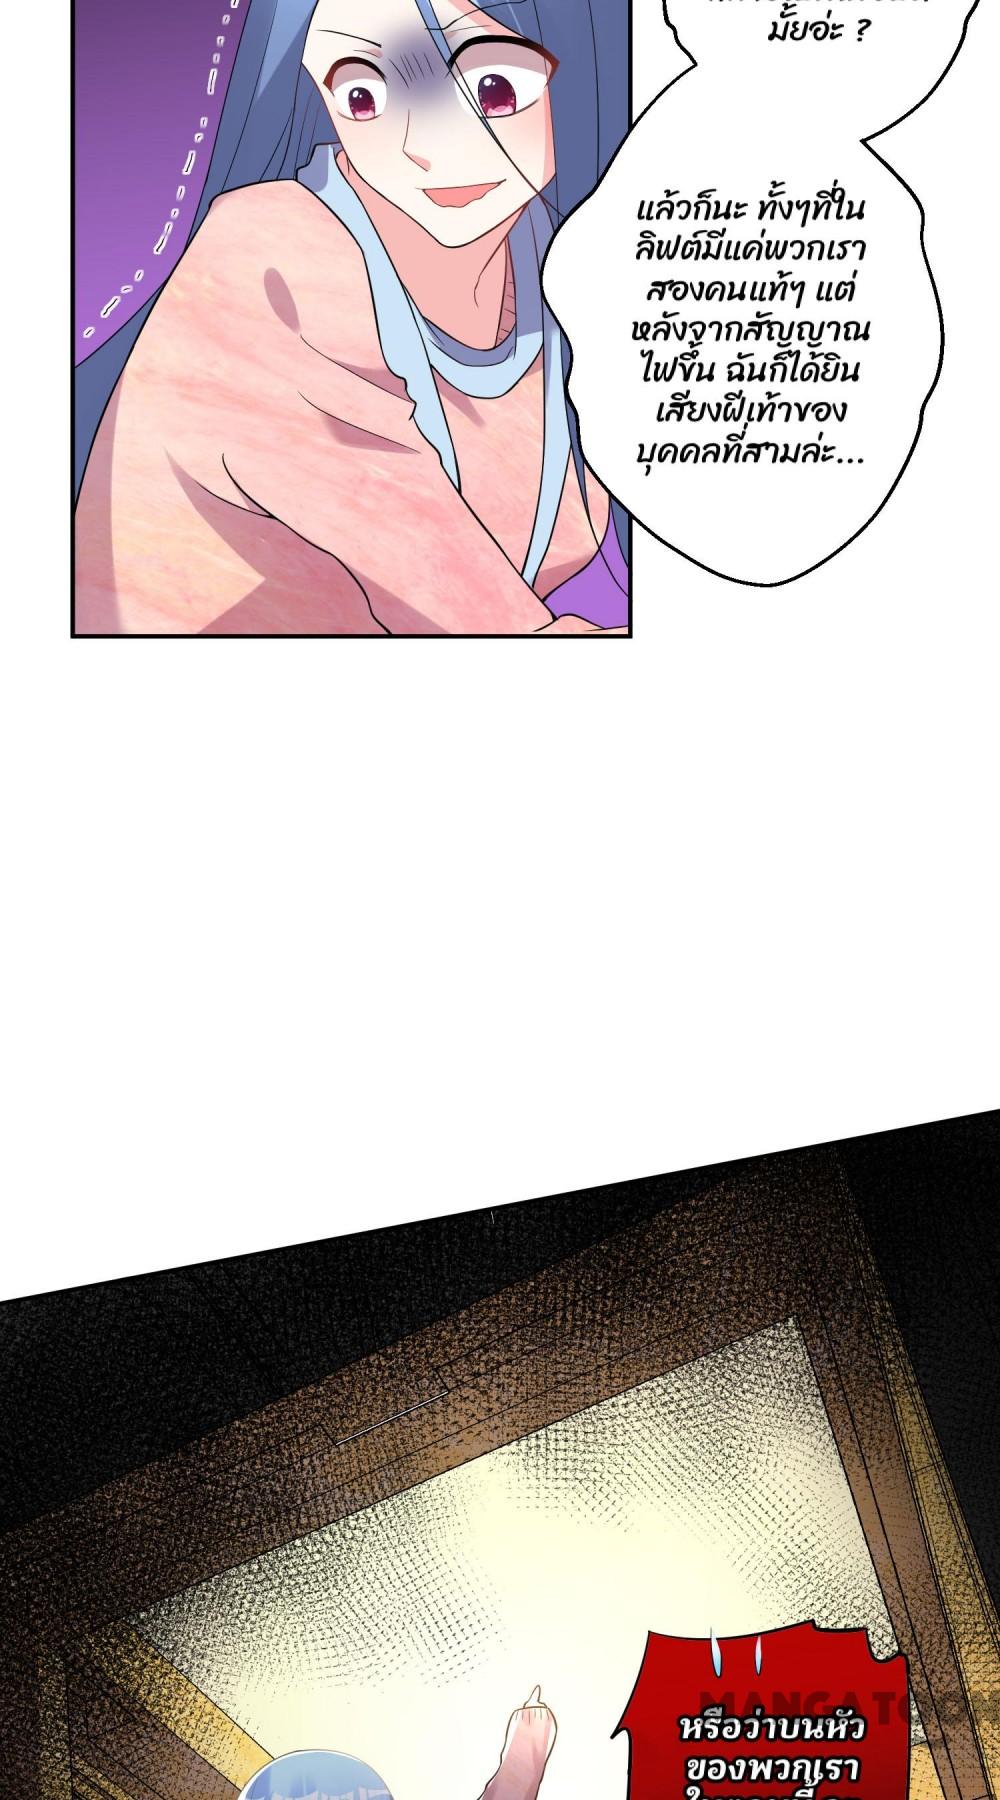 มั้ยอ่ะ ?
แล้วก็นะ ทั้งๆที่ใน
ลิฟต์มีแค่พวกเรา
สองคนแท้ๆ แต่
หลังจากสัญญาณ
ไฟขึ้น ฉันก็ได้ยิน
เสียงฝีเท้าของ
บุคคลที่สามล่ะ...
MANGATOON
หรือว่าบนหัว
ของพวกเรา